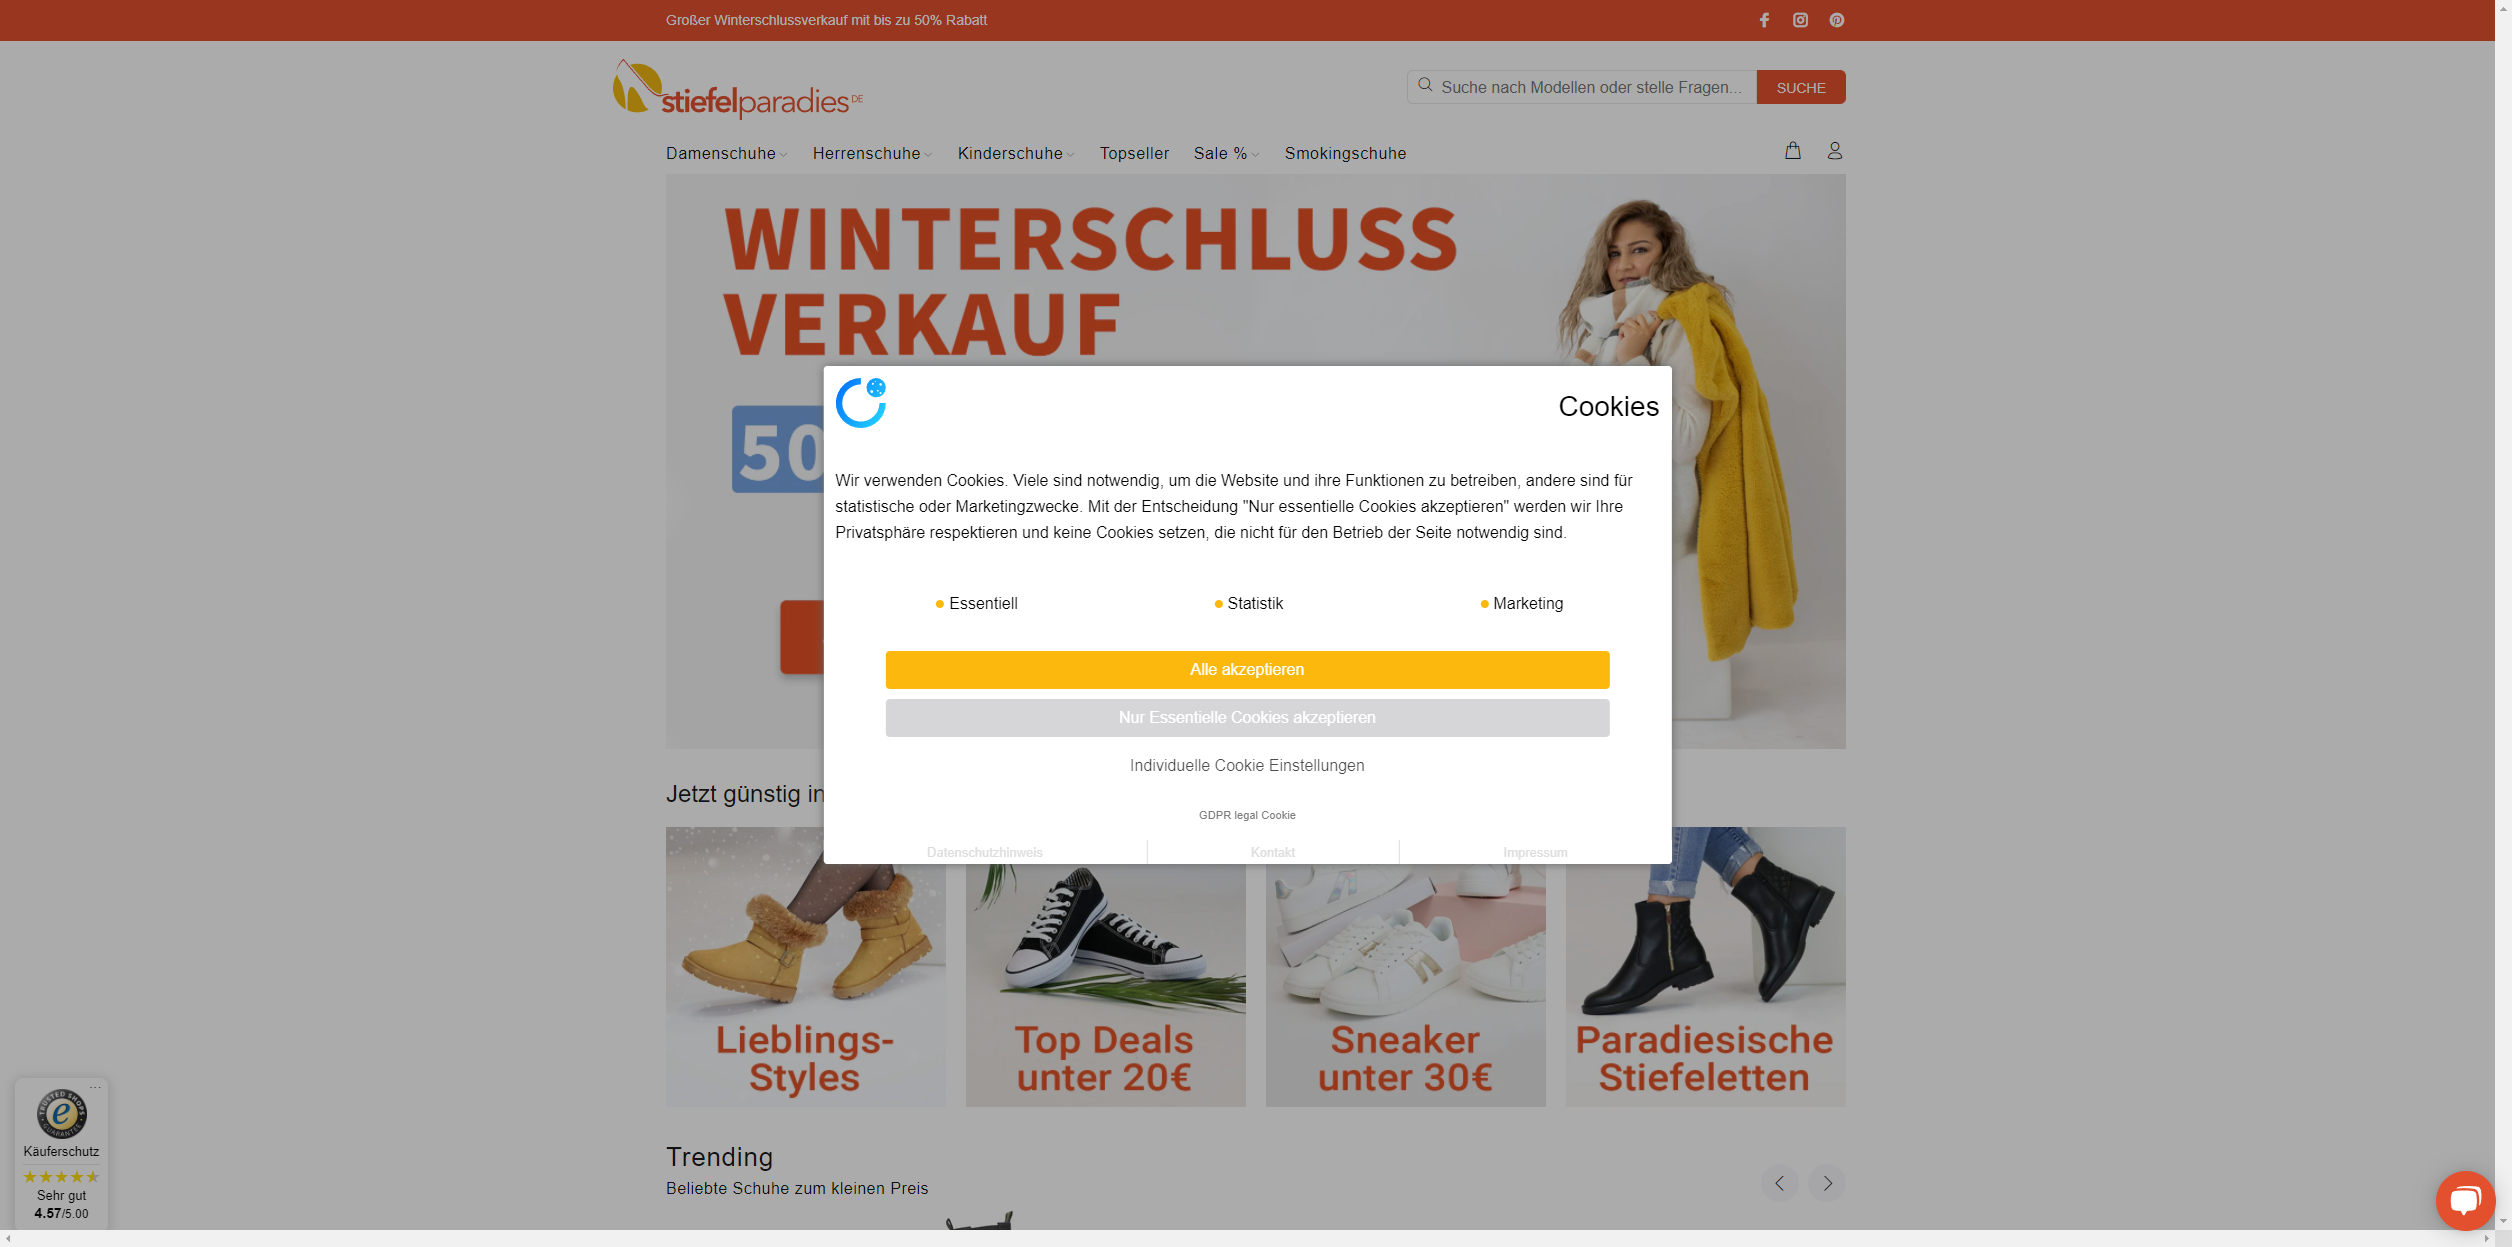 Großer Winterschlussverkauf mit bis zu 50% Rabatt
stiefelparadies DE
Suche nach Modellen oder stelle Fragen...
SUCHE
Damenschuhe
Herrenschuhe
Kinderschuhe
Topseller
Sale %
Smokingschuhe
WINTERSCHLUSS
VERKAUF
50
Cookies
Wir verwenden Cookies. Viele sind notwendig, um die Website und ihre Funktionen zu betreiben, andere sind für
statistische oder Marketingzwecke. Mit der Entscheidung "Nur essentielle Cookies akzeptieren" werden wir Ihre
Privatsphäre respektieren und keine Cookies setzen, die nicht für den Betrieb der Seite notwendig sind.
Essentiell
Statistik
Marketing
Alle akzeptieren
Nur Essentielle Cookies akzeptieren
Individuelle Cookie Einstellungen
GDPR legal Cookie
Datenschutzhinweis
Kontakt
Impressum
Jetzt günstig in
Lieblings-
Styles
Top Deals
unter 20€
Sneaker
unter 30€
Paradiesische
Stiefeletten
Trending
Beliebte Schuhe zum kleinen Preis
TRUSTED SHOPS
GUARANTEE
Käuferschutz
Sehr gut
4.57/5.00